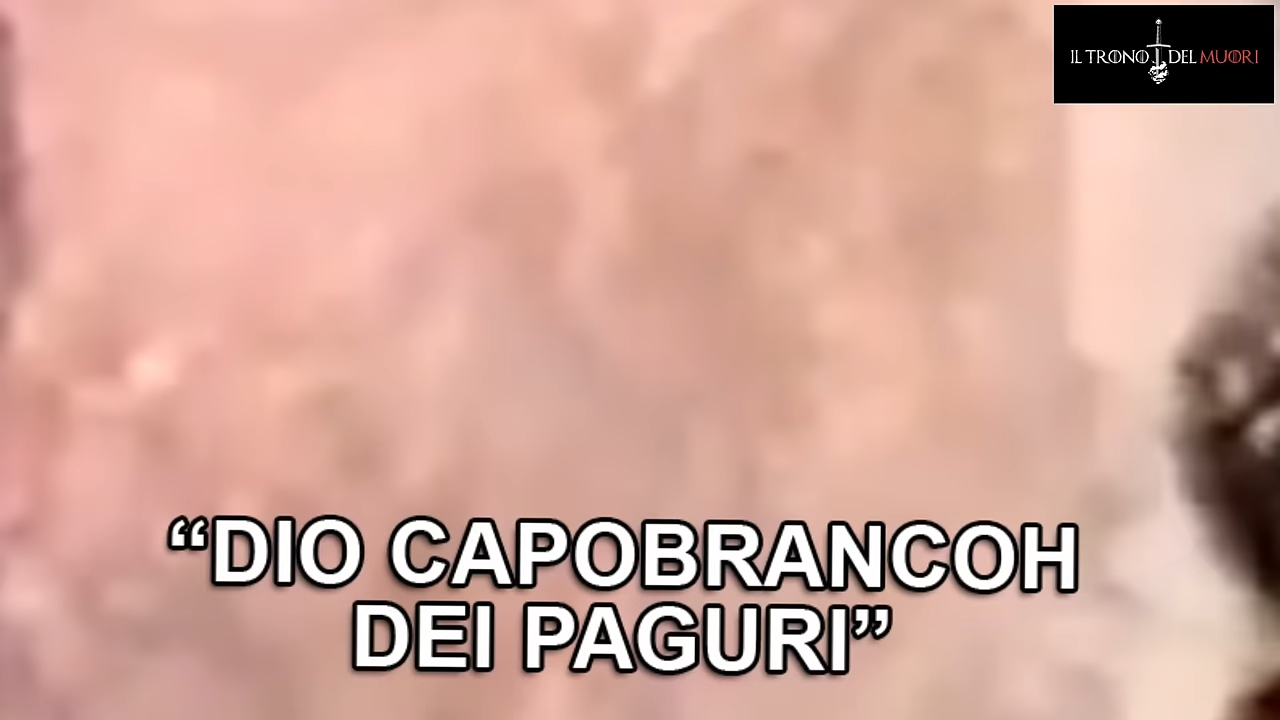 IL TRONO DEL MUORI
“DIO CAPOBRANCOH
DEI PAGURI”